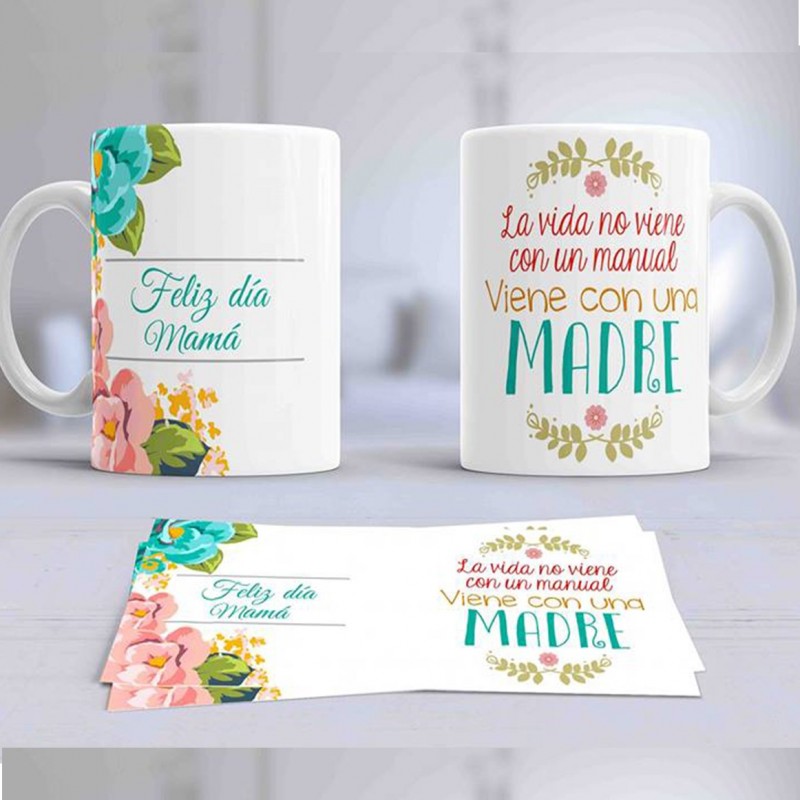 Feliz día
Mamá
La vida no viene
con un manual
Viene con una
MADRE
Feliz día
Mamá
La vida no viene
con un manual
Viene con una
MADRE